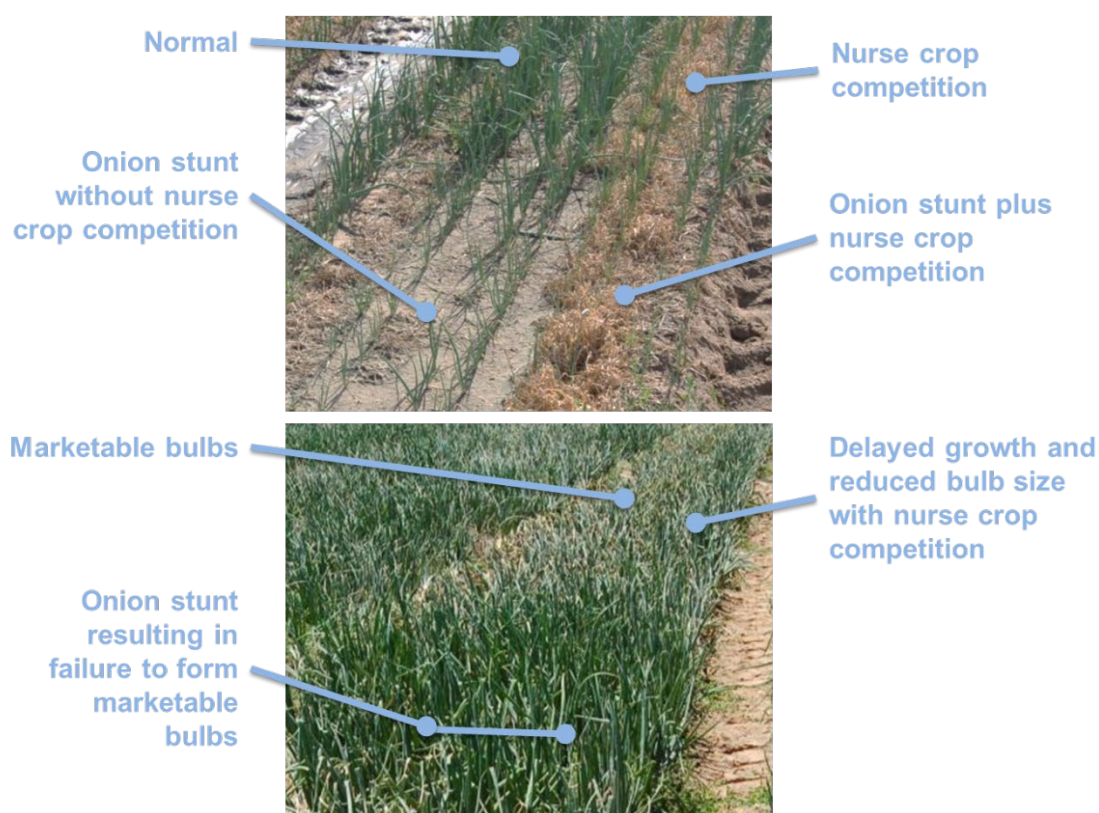 Normal
Nurse crop
competition
Onion stunt
without nurse
crop competition
Onion stunt plus
nurse crop
competition
Marketable bulbs
Delayed growth and
reduced bulb size
with nurse crop
competition
Onion stunt
resulting in
failure to form
marketable
bulbs